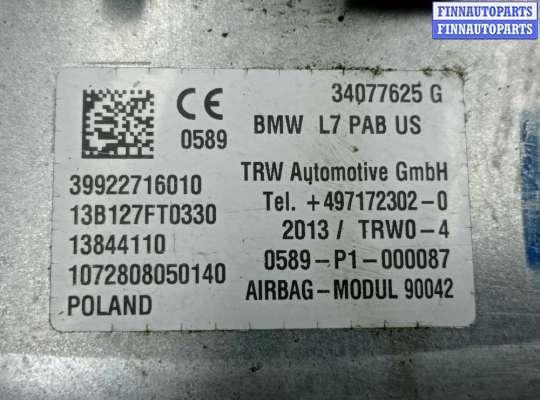 FINNAUTOPARTS
FINNAUTOPARTS
CE
0589
34077625 G
BMW L7 PAB US
39922716010
13B127FT0330
13844110
1072808050140
POLAND
TRW Automotive GmbH
Tel. +497172302-0
2013 / TRW0-4
0589-P1-000087
AIRBAG-MODUL 90042